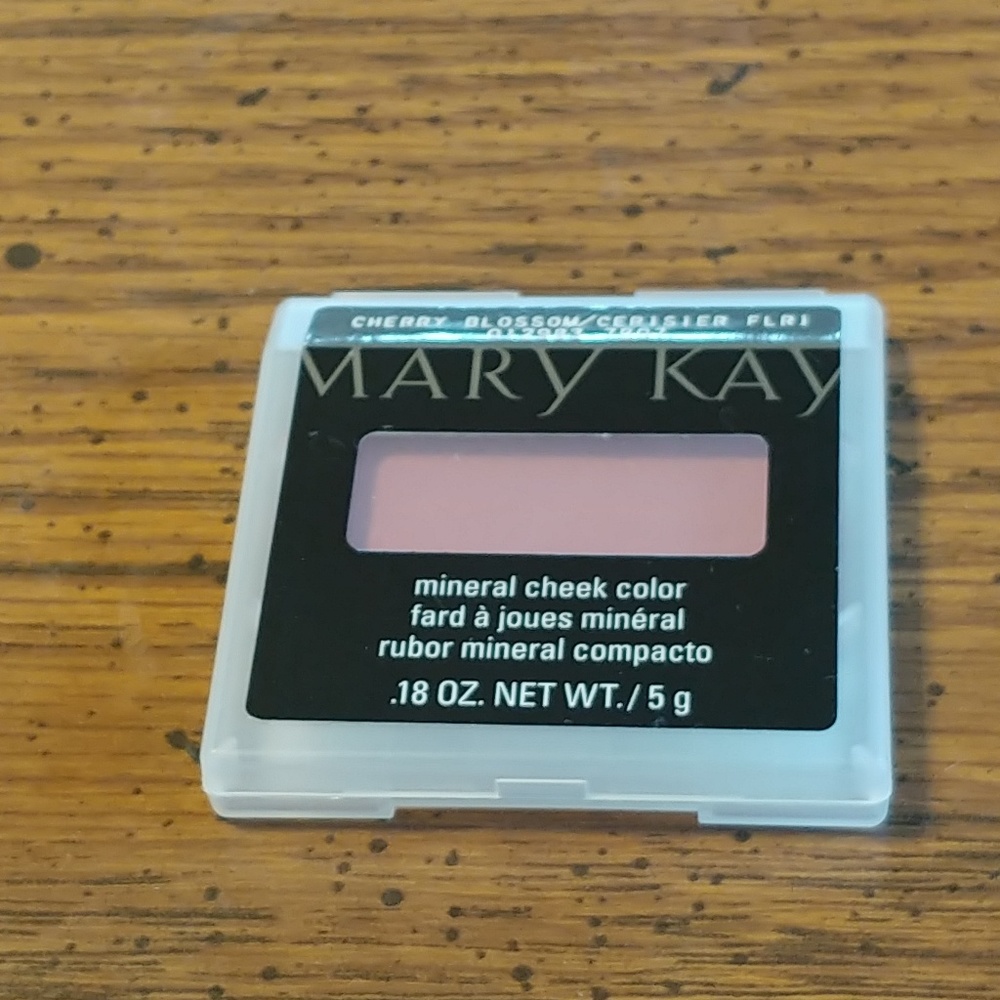 CHERRY BLOSSOM/CERISIER FLRI
MARY KAY
mineral cheek color
fard à joues minéral
rubor mineral compacto
.18 OZ. NET WT./ 5 g